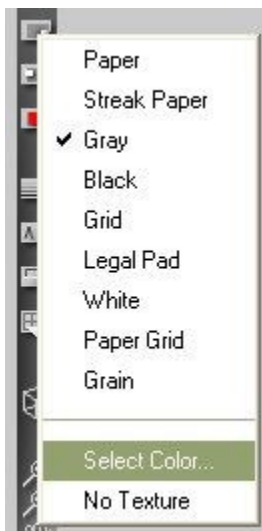 Paper
Streak Paper
Gray
Black
Grid
Legal Pad
White
Paper Grid
Grain
Select Color...
No Texture